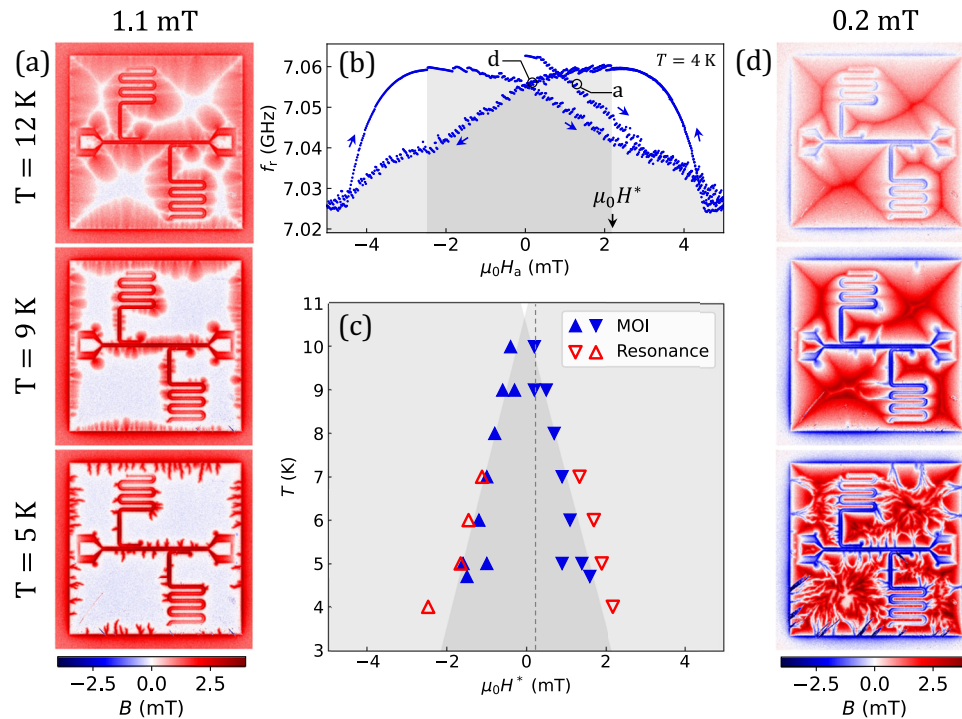 1.1 mT
0.2 mT
(a)
T = 12 K
T = 9 K
T = 5 K
−2.5 0.0 2.5
B (mT)
(b)
T = 4 K
d
a
7.06
7.05
7.04
7.03
7.02
fr (GHz)
μ0H*
−4 −2 0 2 4
μ0Ha (mT)
(c)
MOI
Resonance
11
10
9
8
7
6
5
4
3
T (K)
−4 −2 0 2 4
μ0H* (mT)
(d)
−2.5 0.0 2.5
B (mT)